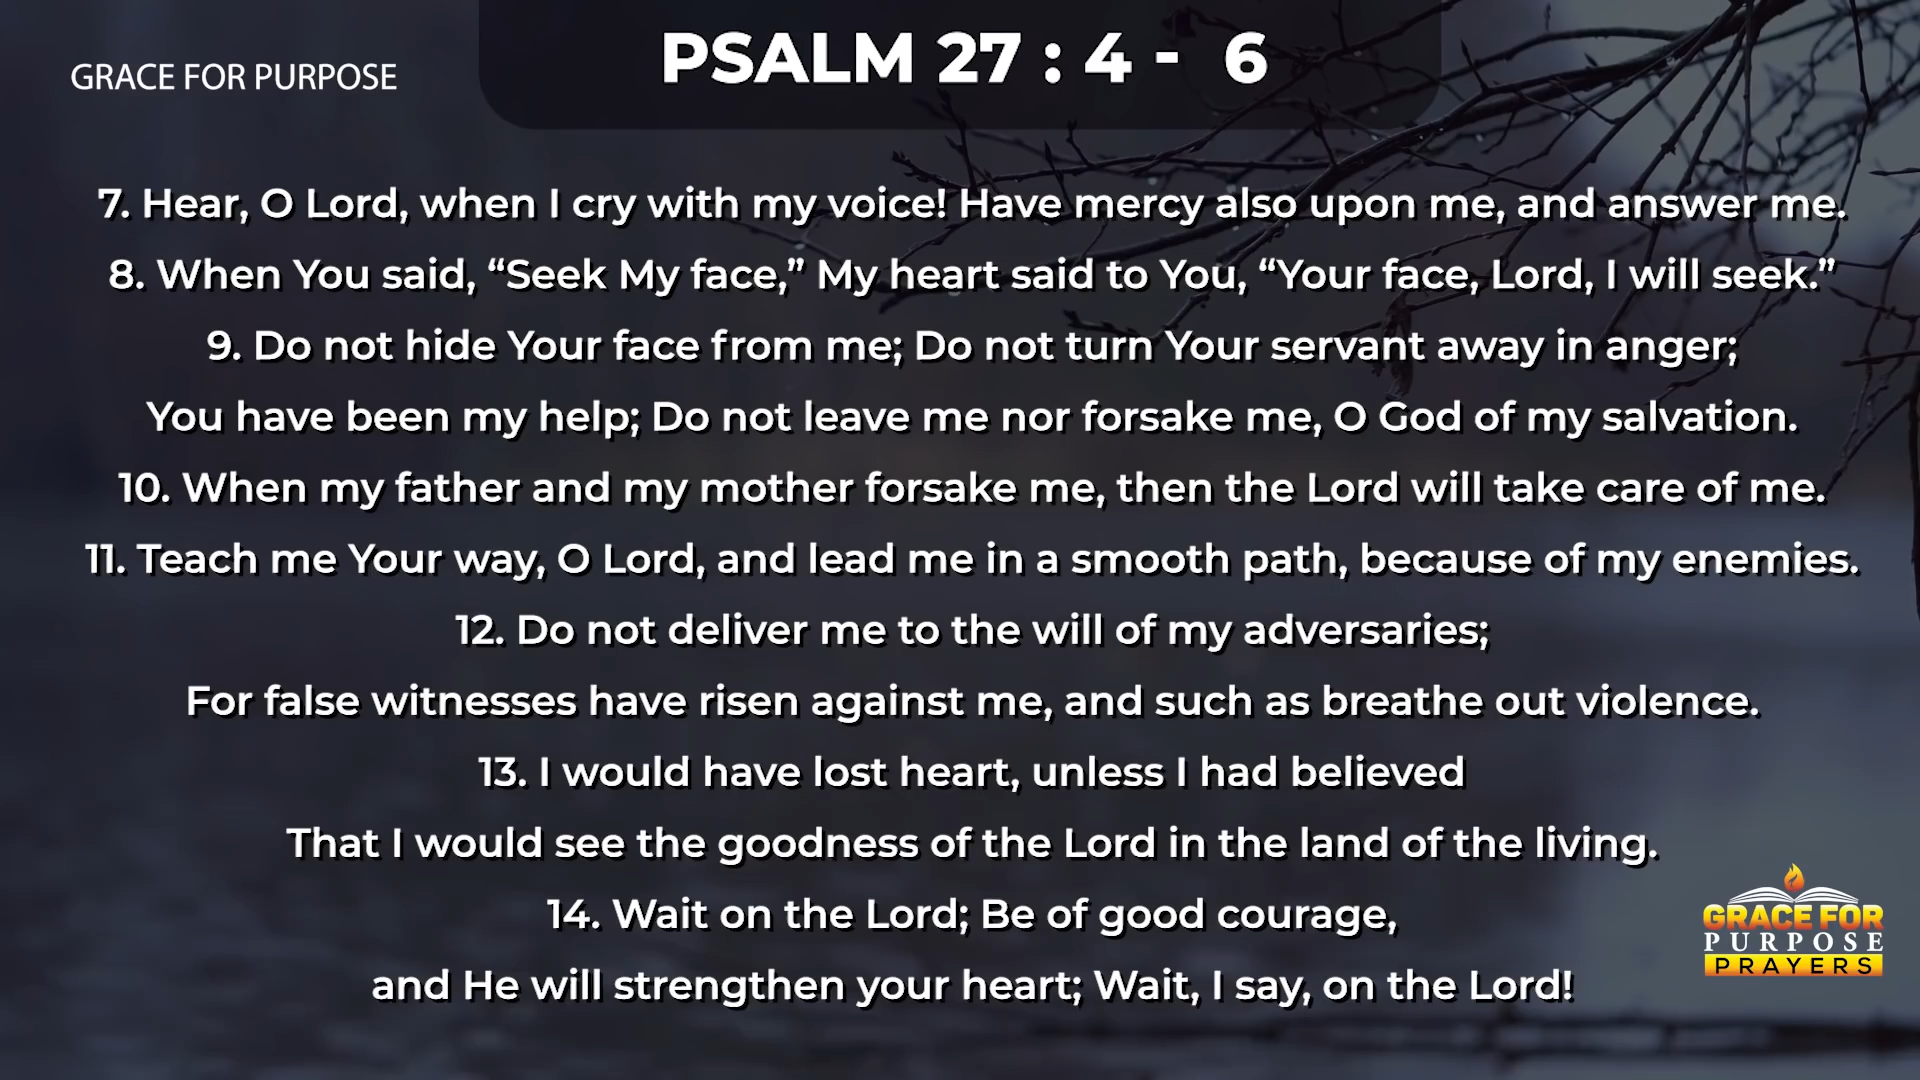 GRACE FOR PURPOSE
PSALM 27 : 4 - 6
7. Hear, O Lord, when I cry with my voice! Have mercy also upon me, and answer me.
8. When You said, “Seek My face,” My heart said to You, “Your face, Lord, I will seek.”
9. Do not hide Your face from me; Do not turn Your servant away in anger;
You have been my help; Do not leave me nor forsake me, O God of my salvation.
10. When my father and my mother forsake me, then the Lord will take care of me.
11. Teach me Your way, O Lord, and lead me in a smooth path, because of my enemies.
12. Do not deliver me to the will of my adversaries;
For false witnesses have risen against me, and such as breathe out violence.
13. I would have lost heart, unless I had believed
That I would see the goodness of the Lord in the land of the living.
14. Wait on the Lord; Be of good courage,
and He will strengthen your heart; Wait, I say, on the Lord!
GRACE FOR
PURPOSE
PRAYERS